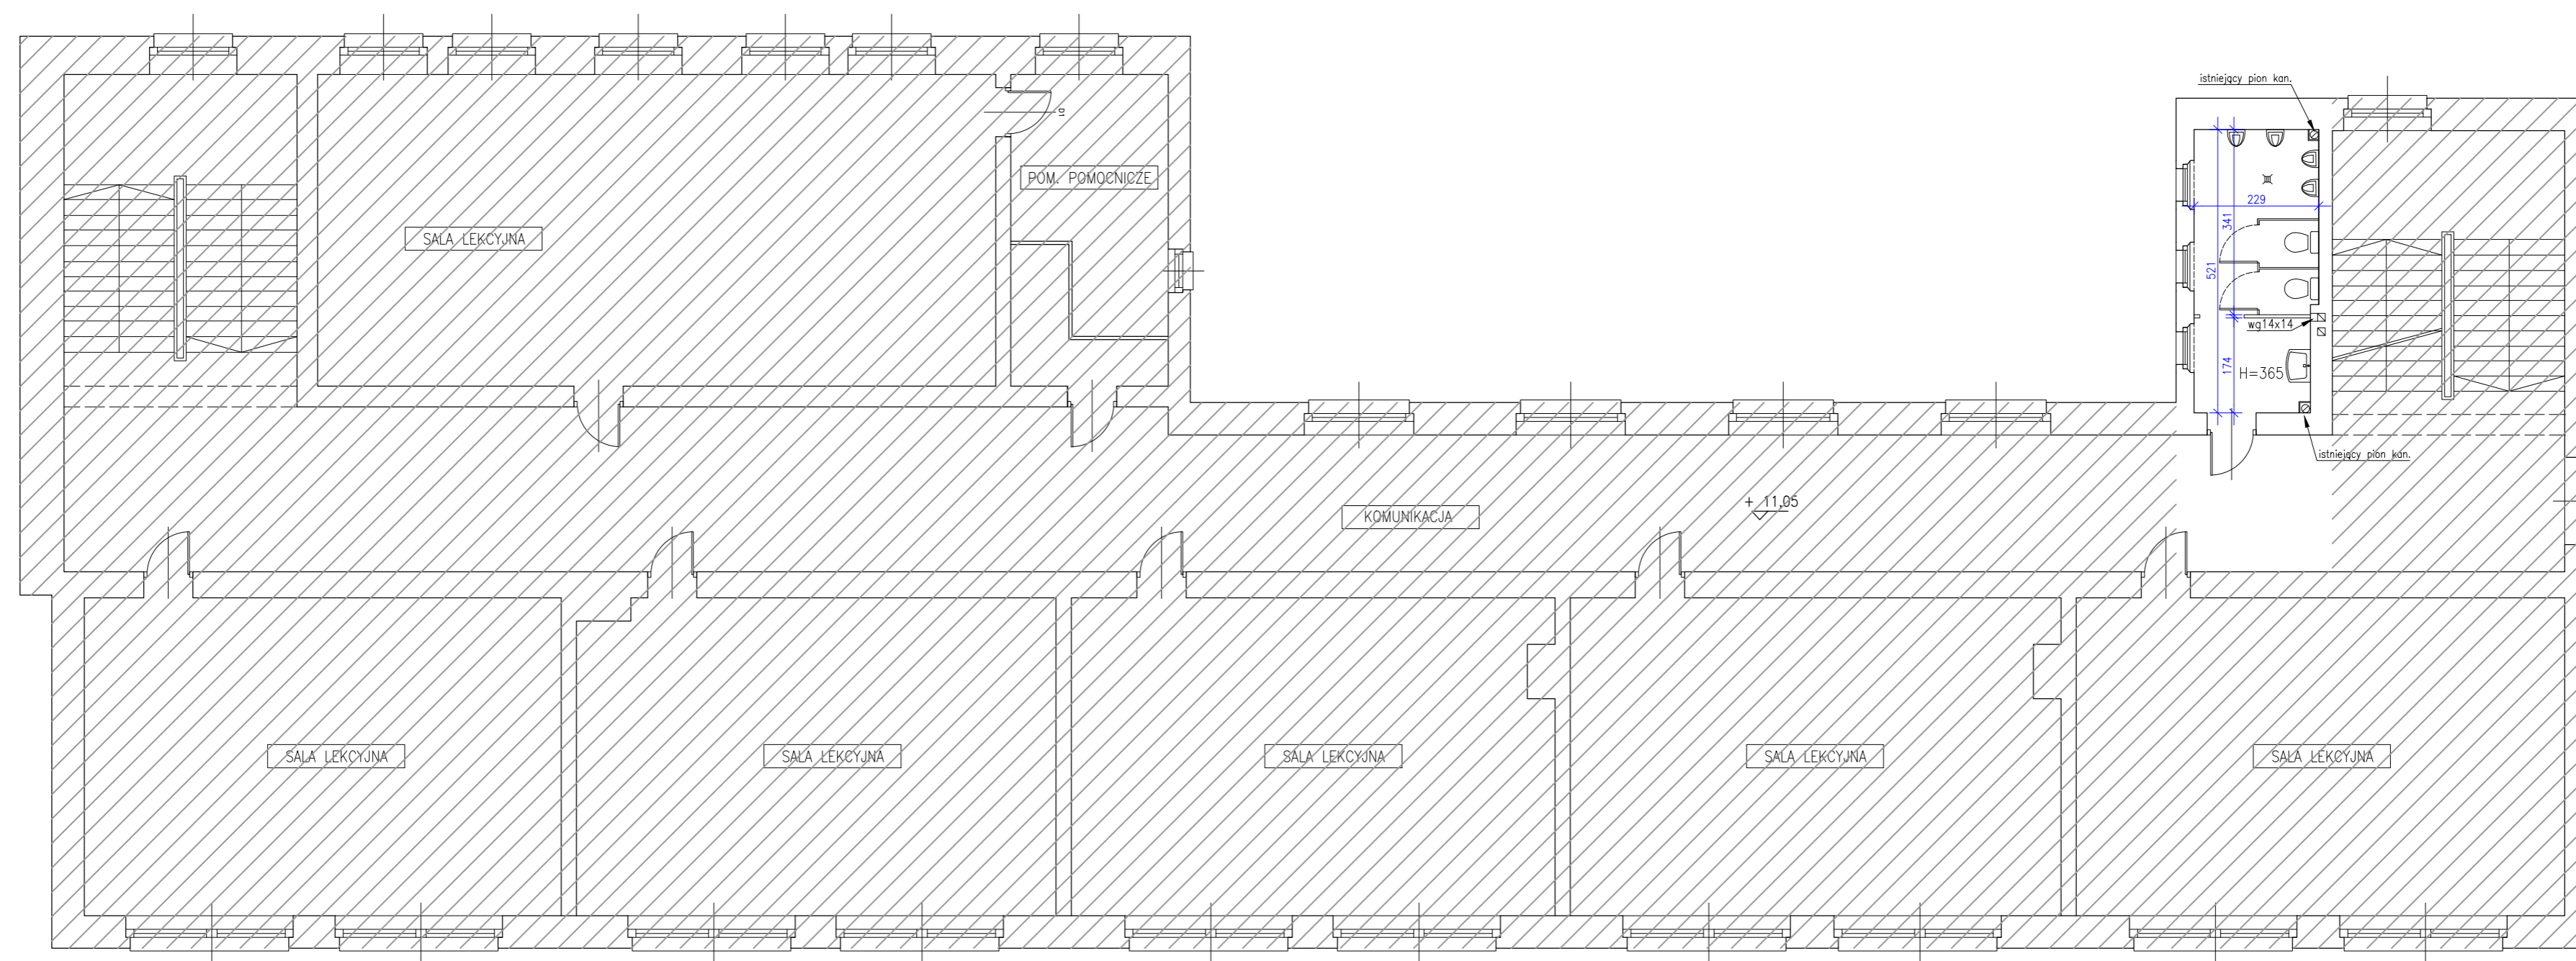 istniejący pion kan.
POM. POMOCNICZE
SALA LEKCYJNA
229
341
521
wg14x14
174
H=365
istniejący pion kan.
+ 11,05
KOMUNIKACJA
SALA LEKCYJNA
SALA LEKCYJNA
SALA LEKCYJNA
SALA LEKCYJNA
SALA LEKCYJNA